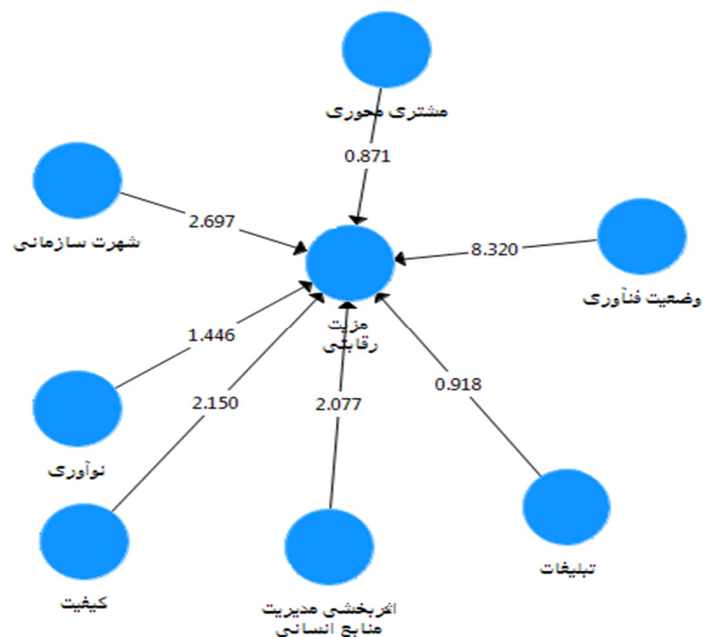 مشتری محوری
0.871
شهرت سازمانی
2.697
8.320
وضعیت فنآوری
مزیت
رقابتی
1.446
نوآوری
2.150
2.077
0.918
کیفیت
اثربخشی مدیریت
منابع انسانی
تبلیغات